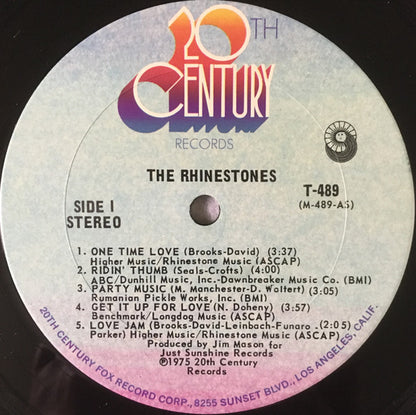 20TH
CENTURY
RECORDS
THE RHINESTONES
T-489
(M-489-AS)
SIDE I
STEREO
1. ONE TIME LOVE (Brooks-David) (3:37)
Higher Music/Rhinestone Music (ASCAP)
5. RIDIN' THUMB (Seals-Crofts) (4:00)
ABC/Dunhill Music, Inc.-Dawnbreaker Music Co. (BMI)
3. PARTY MUSIC (M. Manchester-D. Wolfert) (3:05)
Rumanian Pickle Works, Inc. (BMI)
4. GET IT UP FOR LOVE (N. Doheny) (3:57)
Benchmark/Longdog Music (ASCAP)
5. LOVE JAM (Brooks-David-Leinbach-Funaro (2:05)
Parker) Higher Music/Rhinestone Music (ASCAP)
Produced by Jim Mason for
Just Sunshine Records
℗1975 20th Century
Records
20TH CENTURY FOX RECORD CORP., 8255 SUNSET BLVD., LOS ANGELES, CALIF.